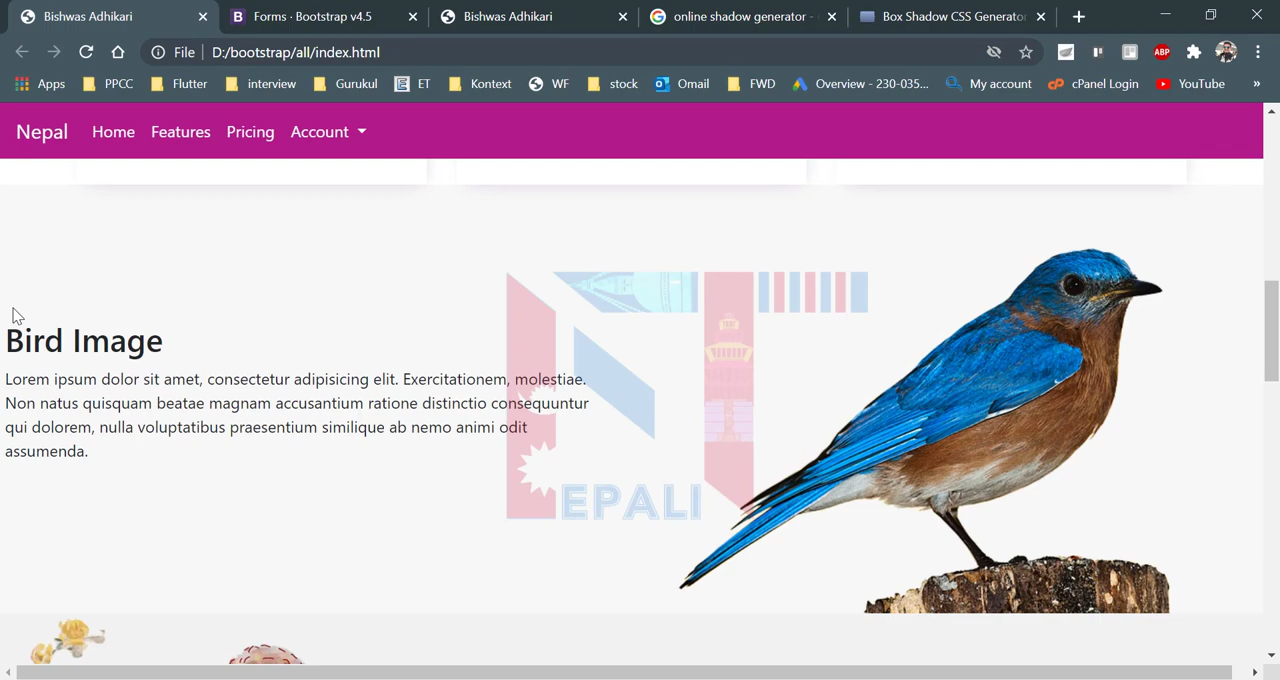 Bishwas Adhikari
Forms · Bootstrap v4.5
Bishwas Adhikari
online shadow generator -
Box Shadow CSS Generator
File
D:/bootstrap/all/index.html
ABP
Apps
PPCC
Flutter
interview
Gurukul
ET
Kontext
WF
stock
Omail
FWD
Overview - 230-035...
My account
cPanel Login
YouTube
»
Nepal
Home
Features
Pricing
Account
Bird Image
Lorem ipsum dolor sit amet, consectetur adipisicing elit. Exercitationem, molestiae.
Non natus quisquam beatae magnam accusantium ratione distinctio consequuntur
qui dolorem, nulla voluptatibus praesentium similique ab nemo animi odit
assumenda.
EPALI